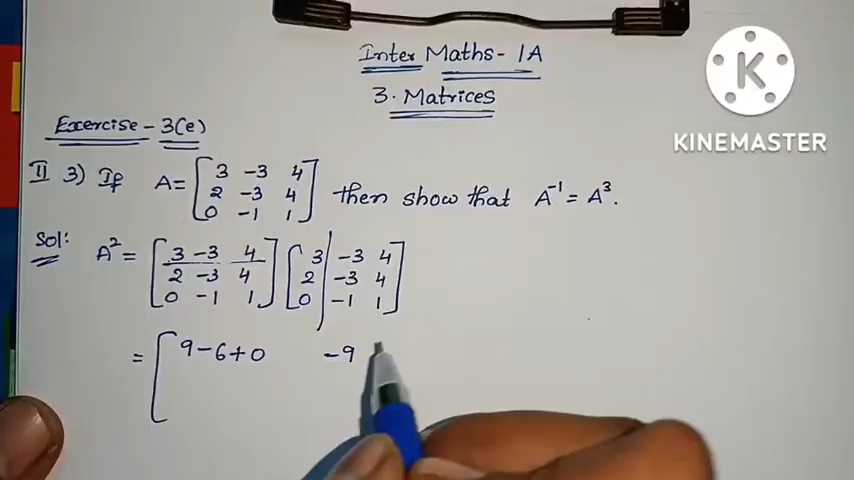 Inter Maths - 1A
3. Matrices
KINEMASTER
Exercise - 3(e)
II 3) If A = [3 -3 4
2 -3 4
0 -1 1] then show that A⁻¹ = A³.
Sol: A² = [3 -3 4
2 -3 4
0 -1 1] [3 -3 4
2 -3 4
0 -1 1]
= [9-6+0 -9